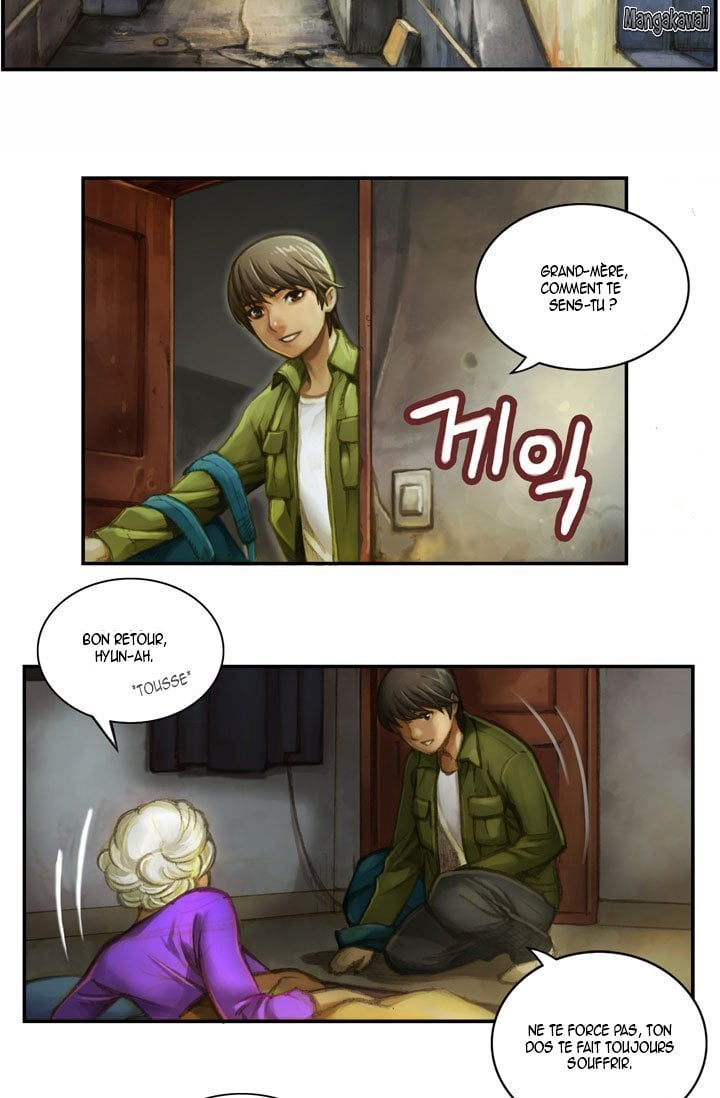 Mangakawaii
GRAND-MÈRE,
COMMENT TE
SENS-TU ?
끼익
BON RETOUR,
HYUN-AH.
"TOUSSE"
NE TE FORCE PAS, TON
DOS TE FAIT TOUJOURS
SOUFFRIR.